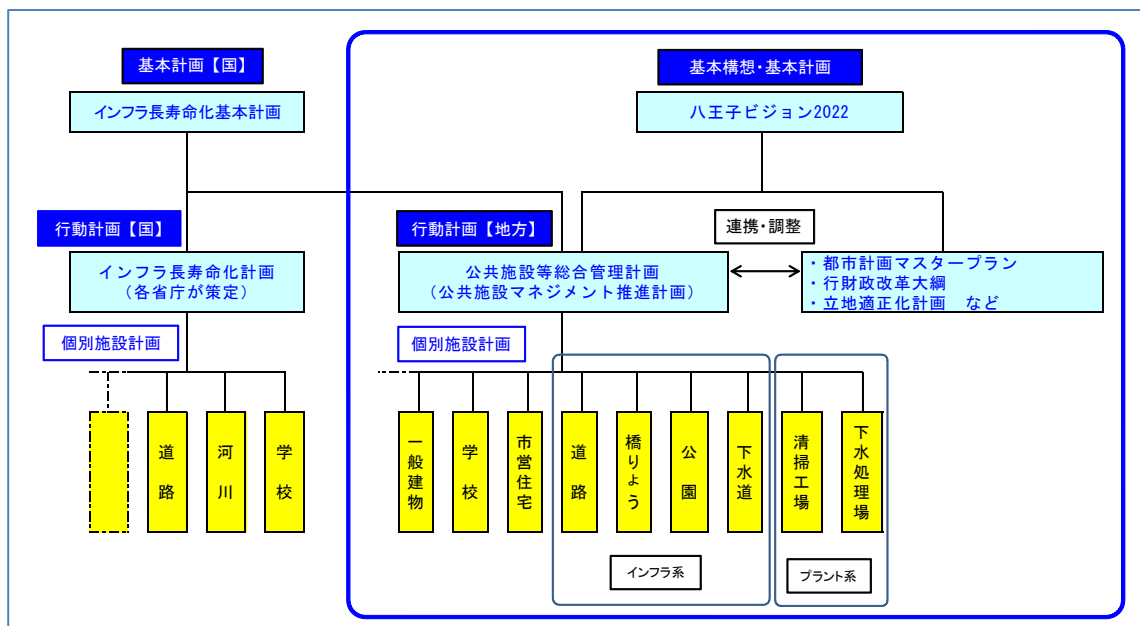 基本計画【国】
基本構想・基本計画
インフラ長寿命化基本計画
八王子ビジョン2022
行動計画【国】
行動計画【地方】
連携・調整
インフラ長寿命化計画
（各省庁が策定）
公共施設等総合管理計画
（公共施設マネジメント推進計画）
・都市計画マスタープラン
・行財政改革大綱
・立地適正化計画　など
個別施設計画
個別施設計画
道路
河川
学校
一般建物
学校
市営住宅
道路
橋りょう
公園
下水道
清掃工場
下水処理場
インフラ系
プラント系